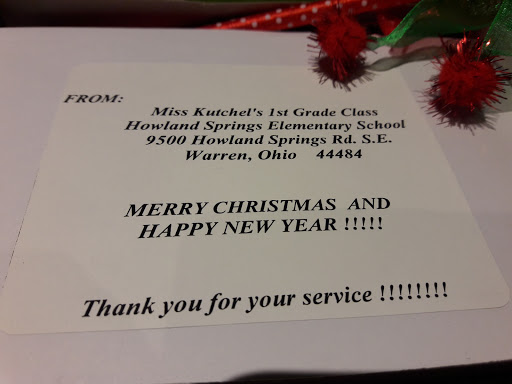 FROM:
Miss Kutchel's 1st Grade Class
Howland Springs Elementary School
9500 Howland Springs Rd. S.E.
Warren, Ohio 44484
MERRY CHRISTMAS AND
HAPPY NEW YEAR !!!!!
Thank you for your service !!!!!!!!